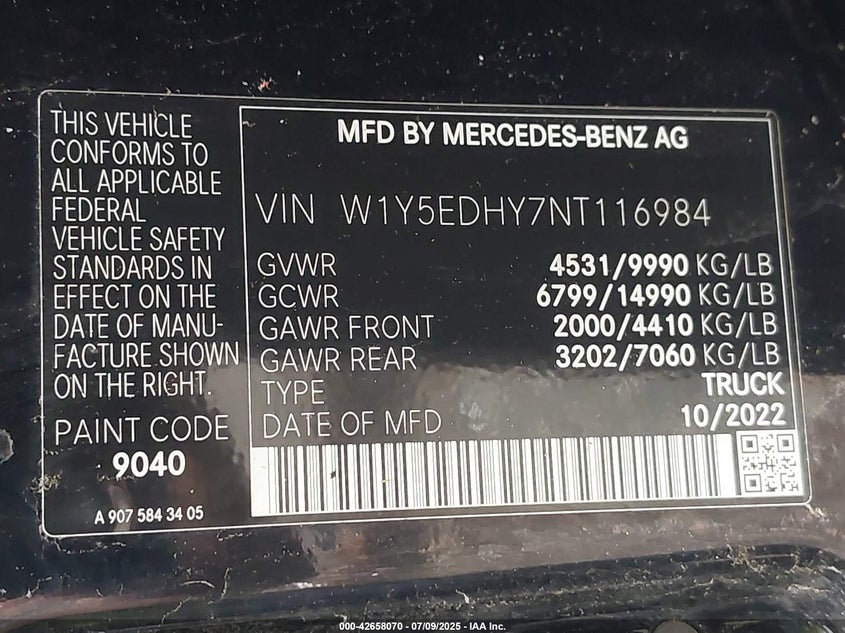 THIS VEHICLE
CONFORMS TO
ALL APPLICABLE
FEDERAL
VEHICLE SAFETY
STANDARDS IN
EFFECT ON THE
DATE OF MANU-
FACTURE SHOWN
ON THE RIGHT.
PAINT CODE
9040
A 907 584 34 05
MFD BY MERCEDES-BENZ AG
VIN W1Y5EDHY7NT116984
GVWR 4531/9990 KG/LB
GCWR 6799/14990 KG/LB
GAWR FRONT 2000/4410 KG/LB
GAWR REAR 3202/7060 KG/LB
TYPE TRUCK
DATE OF MFD 10/2022
000-42658070 - 07/09/2025 - IAA Inc.